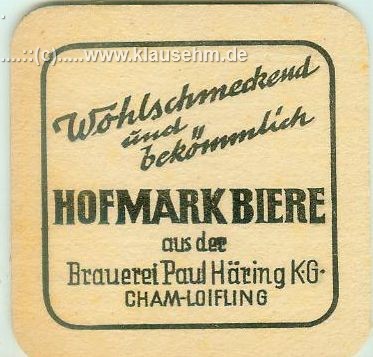 .....::(c).....www.klausehm.de
Wohlschmeckend
und
bekömmlich
HOFMARK BIERE
aus der
Brauerei Paul Häring K·G·
CHAM-LOIFLING